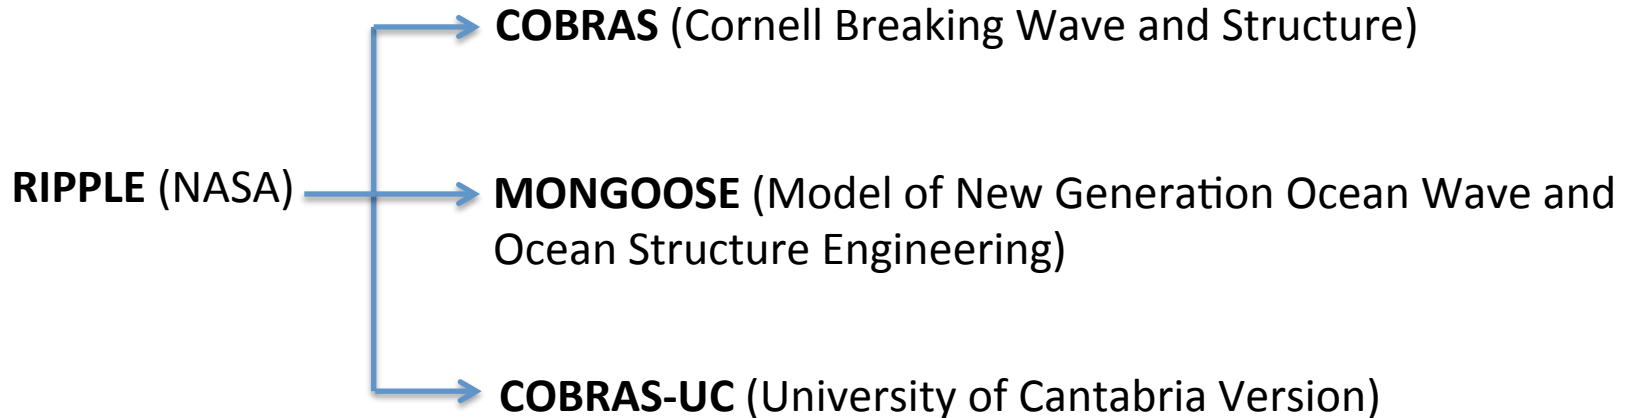 COBRAS (Cornell Breaking Wave and Structure)
RIPPLE (NASA)
MONGOOSE (Model of New Generation Ocean Wave and
Ocean Structure Engineering)
COBRAS-UC (University of Cantabria Version)